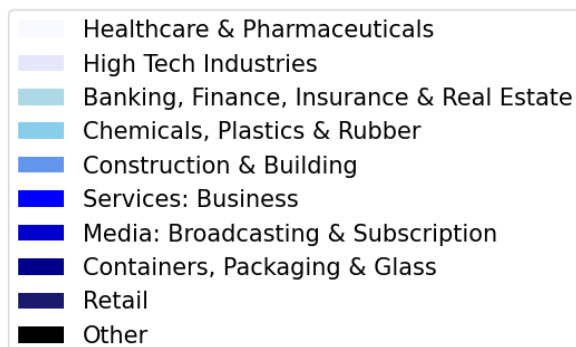 Healthcare & Pharmaceuticals
High Tech Industries
Banking, Finance, Insurance & Real Estate
Chemicals, Plastics & Rubber
Construction & Building
Services: Business
Media: Broadcasting & Subscription
Containers, Packaging & Glass
Retail
Other